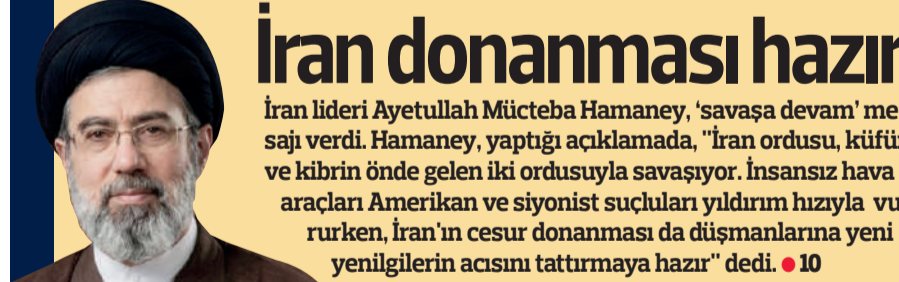 İran donanması hazır
İran lideri Ayetullah Mücteba Hamaney, ‘savaşa devam’ me
sajı verdi. Hamaney, yaptığı açıklamada, "İran ordusu, küfür
ve kibrin önde gelen iki ordusuyla savaşıyor. İnsansız hava
araçları Amerikan ve siyonist suçluları yıldırım hızıyla vu
rurken, İran'ın cesur donanması da düşmanlarına yeni
yenilgilerin acısını tattırmaya hazır" dedi. ● 10